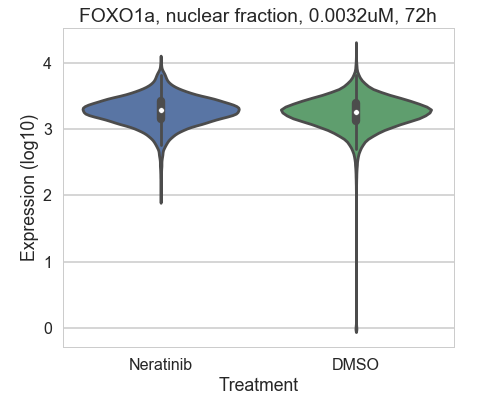 FOXO1a, nuclear fraction, 0.0032uM, 72h
Expression (log10)
4
3
2
1
0
Neratinib
DMSO
Treatment